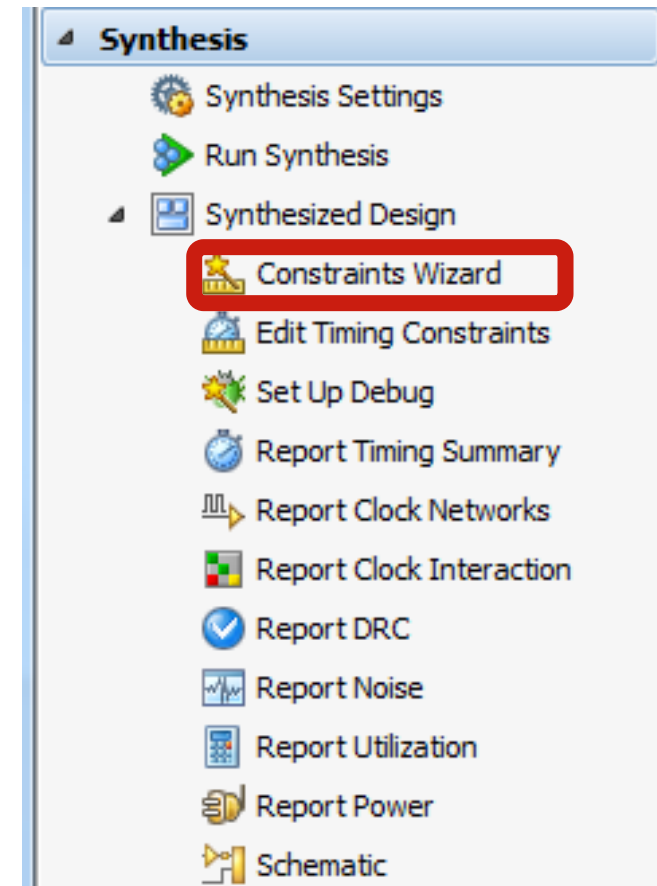 Synthesis
Synthesis Settings
Run Synthesis
Synthesized Design
Constraints Wizard
Edit Timing Constraints
Set Up Debug
Report Timing Summary
Report Clock Networks
Report Clock Interaction
Report DRC
Report Noise
Report Utilization
Report Power
Schematic